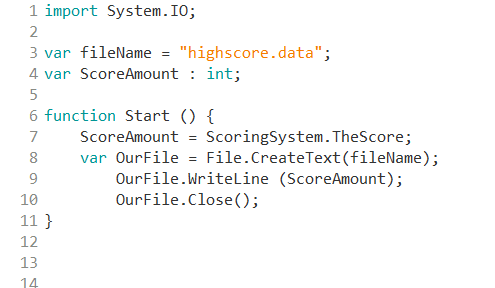 1 import System.IO;
2
3 var fileName = "highscore.data";
4 var ScoreAmount : int;
5
6 function Start () {
7     ScoreAmount = ScoringSystem.TheScore;
8     var OurFile = File.CreateText(fileName);
9         OurFile.WriteLine (ScoreAmount);
10         OurFile.Close();
11 }
12
13
14